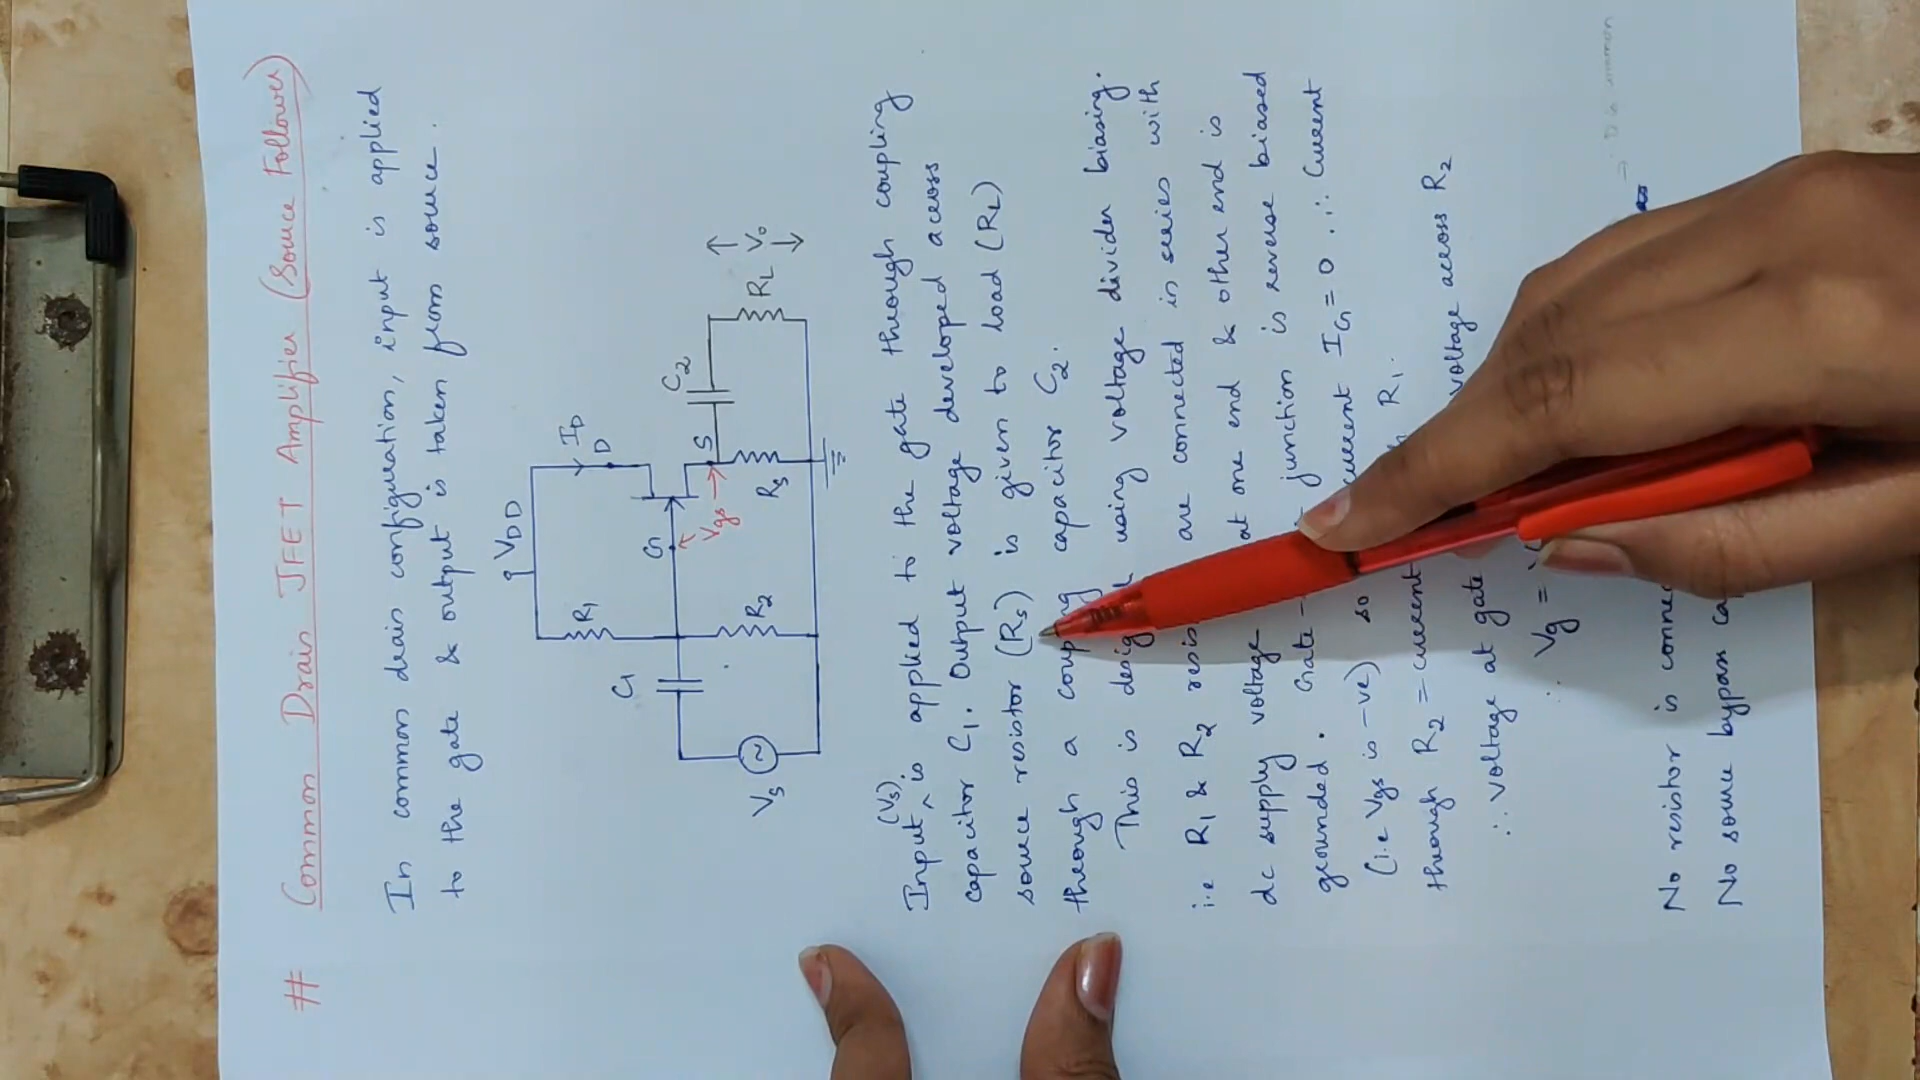 # Common Drain JFET Amplifier (Source Follower)
In common drain configuration, input is applied
to the gate & output is taken from source.
VDD
ID
D
R1
C1
G
Vgs
S
C2
RL
Vo
R2
Rs
Vs
~
(Vs)
Input ^ is applied to the gate through coupling
capacitor C1. Output voltage developed across
source resistor (Rs) is given to load (RL)
through a coupling capacitor C2.
This is design using voltage divider biasing.
i.e R1 & R2 are connected in series with
dc supply voltage at one end & other end is
grounded. Gate - junction is reverse biased
(i.e Vgs is -ve) so current IG = 0 ∴ Current
through R2 = current R1.
∴ voltage at gate voltage across R2
∴ Vg =
No resistor is
No source bypass